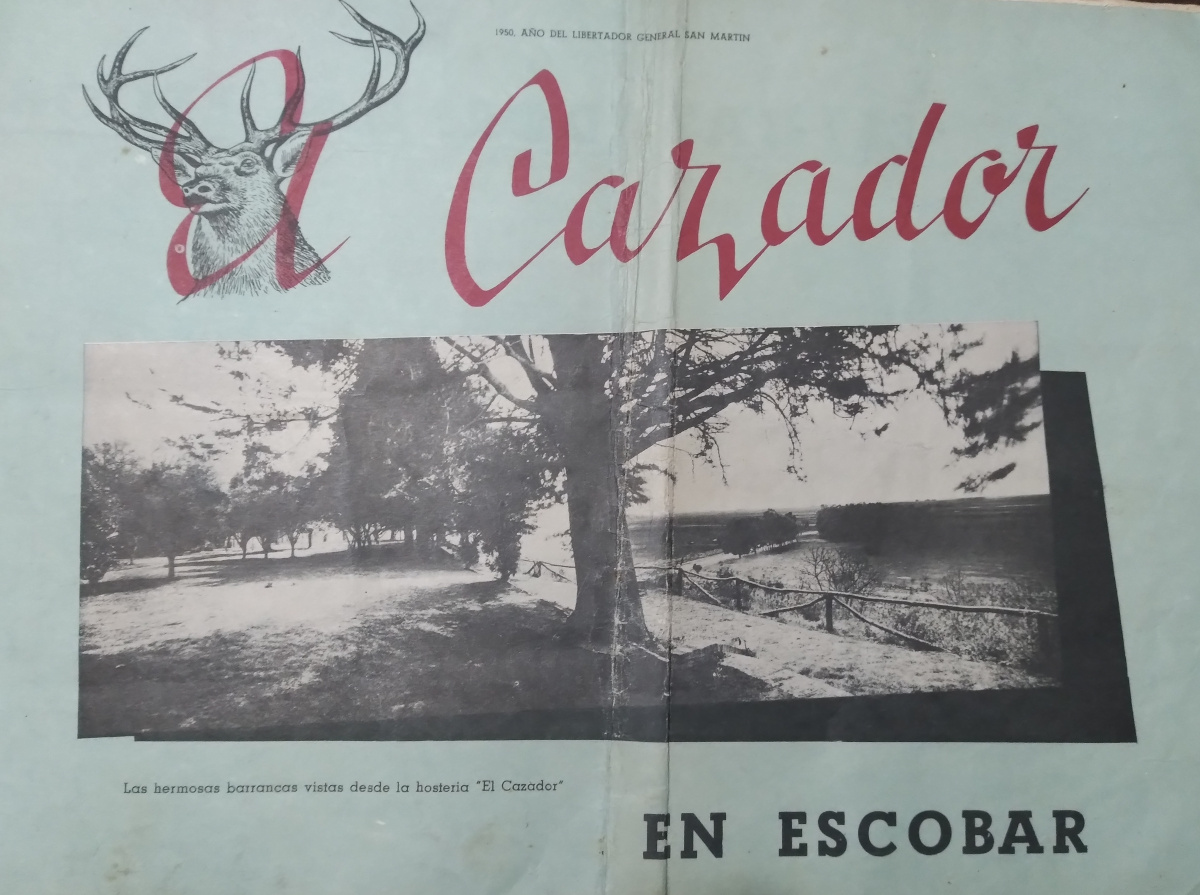 1950, AÑO DEL LIBERTADOR GENERAL SAN MARTIN
El Cazador
Las hermosas barrancas vistas desde la hosteria "El Cazador"
EN ESCOBAR